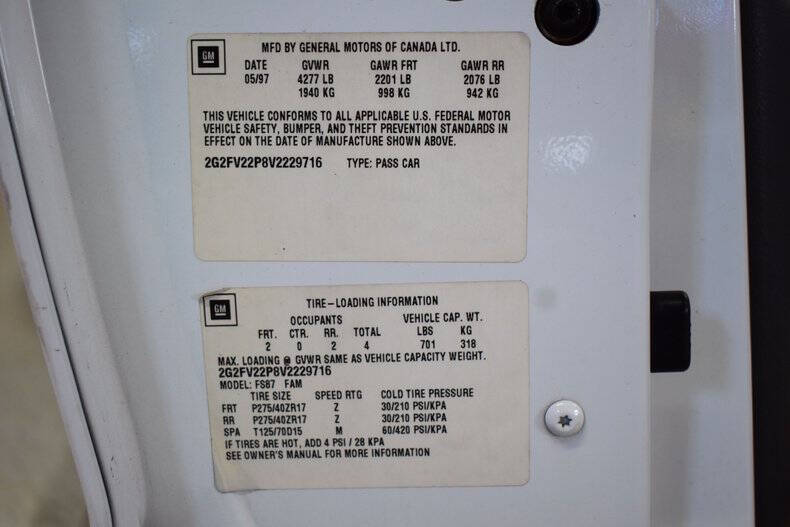 GM
MFD BY GENERAL MOTORS OF CANADA LTD.
DATE GVWR GAWR FRT GAWR RR
05/97 4277 LB 2201 LB 2076 LB
1940 KG 998 KG 942 KG
THIS VEHICLE CONFORMS TO ALL APPLICABLE U.S. FEDERAL MOTOR
VEHICLE SAFETY, BUMPER, AND THEFT PREVENTION STANDARDS IN
EFFECT ON THE DATE OF MANUFACTURE SHOWN ABOVE.
2G2FV22P8V2229716 TYPE: PASS CAR
GM
TIRE-LOADING INFORMATION
OCCUPANTS VEHICLE CAP. WT.
FRT. CTR. RR. TOTAL LBS KG
2 0 2 4 701 318
MAX. LOADING @ GVWR SAME AS VEHICLE CAPACITY WEIGHT.
2G2FV22P8V2229716
MODEL: FS87 FAM
TIRE SIZE SPEED RTG COLD TIRE PRESSURE
FRT P275/40ZR17 Z 30/210 PSI/KPA
RR P275/40ZR17 Z 30/210 PSI/KPA
SPA T125/70D15 M 60/420 PSI/KPA
IF TIRES ARE HOT, ADD 4 PSI / 28 KPA
SEE OWNER'S MANUAL FOR MORE INFORMATION